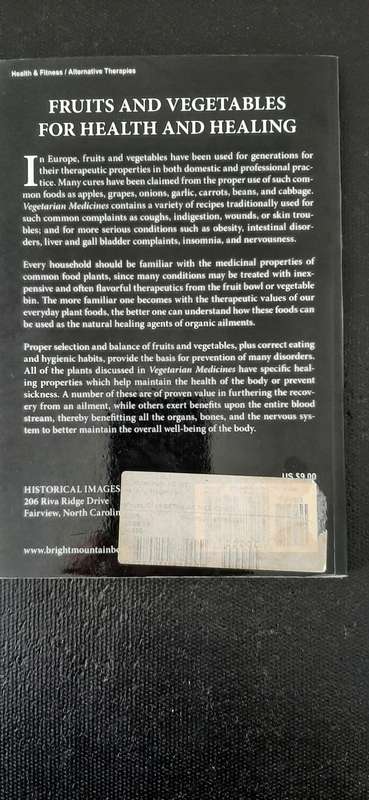 Health & Fitness / Alternative Therapies
FRUITS AND VEGETABLES
FOR HEALTH AND HEALING
In Europe, fruits and vegetables have been used for generations for
their therapeutic properties in both domestic and professional prac-
tice. Many cures have been claimed from the proper use of such com-
mon foods as apples, grapes, onions, garlic, carrots, beans, and cabbage.
Vegetarian Medicines contains a variety of recipes traditionally used for
such common complaints as coughs, indigestion, wounds, or skin trou-
bles; and for more serious conditions such as obesity, intestinal disor-
ders, liver and gall bladder complaints, insomnia, and nervousness.
Every household should be familiar with the medicinal properties of
common food plants, since many conditions may be treated with inex-
pensive and often flavorful therapeutics from the fruit bowl or vegetable
bin. The more familiar one becomes with the therapeutic values of our
everyday plant foods, the better one can understand how these foods can
be used as the natural healing agents of organic ailments.
Proper selection and balance of fruits and vegetables, plus correct eating
and hygienic habits, provide the basis for prevention of many disorders.
All of the plants discussed in Vegetarian Medicines have specific heal-
ing properties which help maintain the health of the body or prevent
sickness. A number of these are of proven value in furthering the recov-
ery from an ailment, while others exert benefits upon the entire blood
stream, thereby benefitting all the organs, bones, and the nervous sys-
tem to better maintain the overall well-being of the body.
US $9.00
HISTORICAL IMAGES
206 Riva Ridge Drive
Fairview, North Carolin
www.brightmountainbo